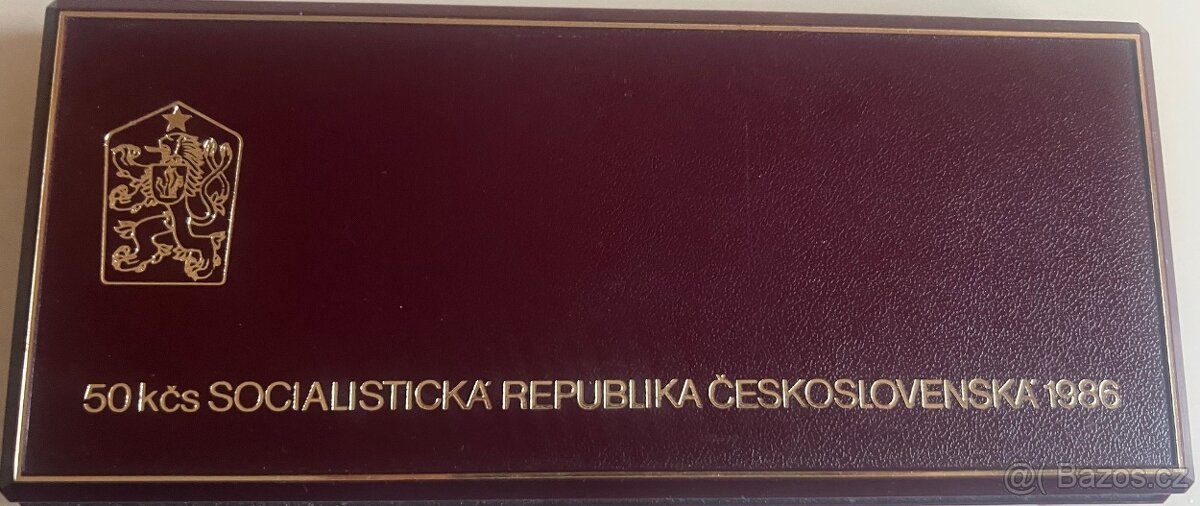 50 kčs SOCIALISTICKÁ REPUBLIKA ČESKOSLOVENSKÁ 1986
@( Bazos.cz